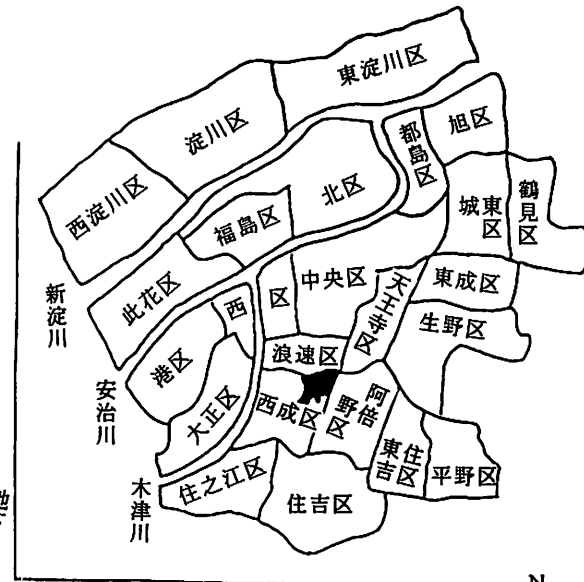 東淀川区
淀川区
西淀川区
旭区
都島区
北区
福島区
此花区
城東区
鶴見区
中央区
西区
天王寺区
東成区
生野区
港区
大正区
浪速区
西成区
阿倍野区
東住吉区
平野区
住之江区
住吉区
新淀川
安治川
木津川
N